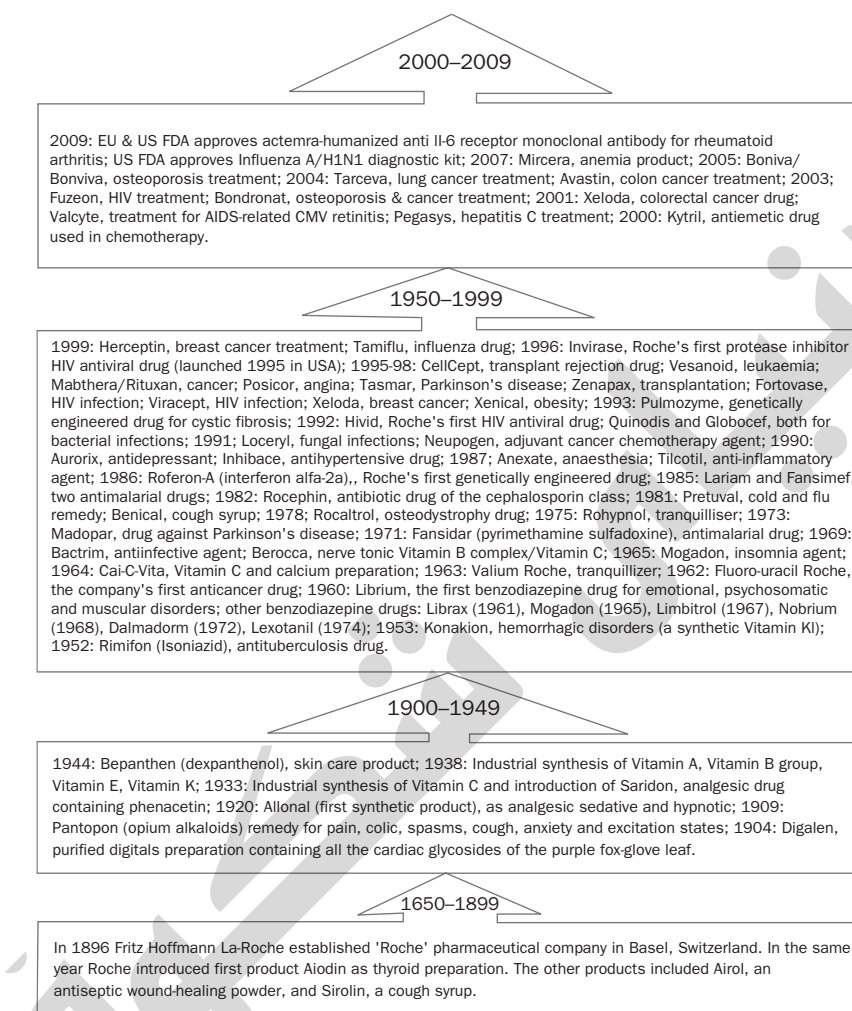 2000–2009
2009: EU & US FDA approves actemra-humanized anti Il-6 receptor monoclonal antibody for rheumatoid
arthritis; US FDA approves Influenza A/H1N1 diagnostic kit; 2007: Mircera, anemia product; 2005: Boniva/
Bonviva, osteoporosis treatment; 2004: Tarceva, lung cancer treatment; Avastin, colon cancer treatment; 2003;
Fuzeon, HIV treatment; Bondronat, osteoporosis & cancer treatment; 2001: Xeloda, colorectal cancer drug;
Valcyte, treatment for AIDS-related CMV retinitis; Pegasys, hepatitis C treatment; 2000: Kytril, antiemetic drug
used in chemotherapy.
1950–1999
1999: Herceptin, breast cancer treatment; Tamiflu, influenza drug; 1996: Invirase, Roche's first protease inhibitor
HIV antiviral drug (launched 1995 in USA); 1995-98: CellCept, transplant rejection drug; Vesanoid, leukaemia;
Mabthera/Rituxan, cancer; Posicor, angina; Tasmar, Parkinson's disease; Zenapax, transplantation; Fortovase,
HIV infection; Viracept, HIV infection; Xeloda, breast cancer; Xenical, obesity; 1993: Pulmozyme, genetically
engineered drug for cystic fibrosis; 1992: Hivid, Roche's first HIV antiviral drug; Quinodis and Globocef, both for
bacterial infections; 1991; Loceryl, fungal infections; Neupogen, adjuvant cancer chemotherapy agent; 1990:
Aurorix, antidepressant; Inhibace, antihypertensive drug; 1987; Anexate, anaesthesia; Tilcotil, anti-inflammatory
agent; 1986: Roferon-A (interferon alfa-2a),, Roche's first genetically engineered drug; 1985: Lariam and Fansimef,
two antimalarial drugs; 1982: Rocephin, antibiotic drug of the cephalosporin class; 1981: Pretuval, cold and flu
remedy; Benical, cough syrup; 1978; Rocaltrol, osteodystrophy drug; 1975: Rohypnol, tranquilliser; 1973:
Madopar, drug against Parkinson's disease; 1971: Fansidar (pyrimethamine sulfadoxine), antimalarial drug; 1969:
Bactrim, antiinfective agent; Berocca, nerve tonic Vitamin B complex/Vitamin C; 1965: Mogadon, insomnia agent;
1964: Cai-C-Vita, Vitamin C and calcium preparation; 1963: Valium Roche, tranquillizer; 1962: Fluoro-uracil Roche,
the company's first anticancer drug; 1960: Librium, the first benzodiazepine drug for emotional, psychosomatic
and muscular disorders; other benzodiazepine drugs: Librax (1961), Mogadon (1965), Limbitrol (1967), Nobrium
(1968), Dalmadorm (1972), Lexotanil (1974); 1953: Konakion, hemorrhagic disorders (a synthetic Vitamin Kl);
1952: Rimifon (Isoniazid), antituberculosis drug.
1900–1949
1944: Bepanthen (dexpanthenol), skin care product; 1938: Industrial synthesis of Vitamin A, Vitamin B group,
Vitamin E, Vitamin K; 1933: Industrial synthesis of Vitamin C and introduction of Saridon, analgesic drug
containing phenacetin; 1920: Allonal (first synthetic product), as analgesic sedative and hypnotic; 1909:
Pantopon (opium alkaloids) remedy for pain, colic, spasms, cough, anxiety and excitation states; 1904: Digalen,
purified digitals preparation containing all the cardiac glycosides of the purple fox-glove leaf.
1650–1899
In 1896 Fritz Hoffmann La-Roche established 'Roche' pharmaceutical company in Basel, Switzerland. In the same
year Roche introduced first product Aiodin as thyroid preparation. The other products included Airol, an
antiseptic wound-healing powder, and Sirolin, a cough syrup.